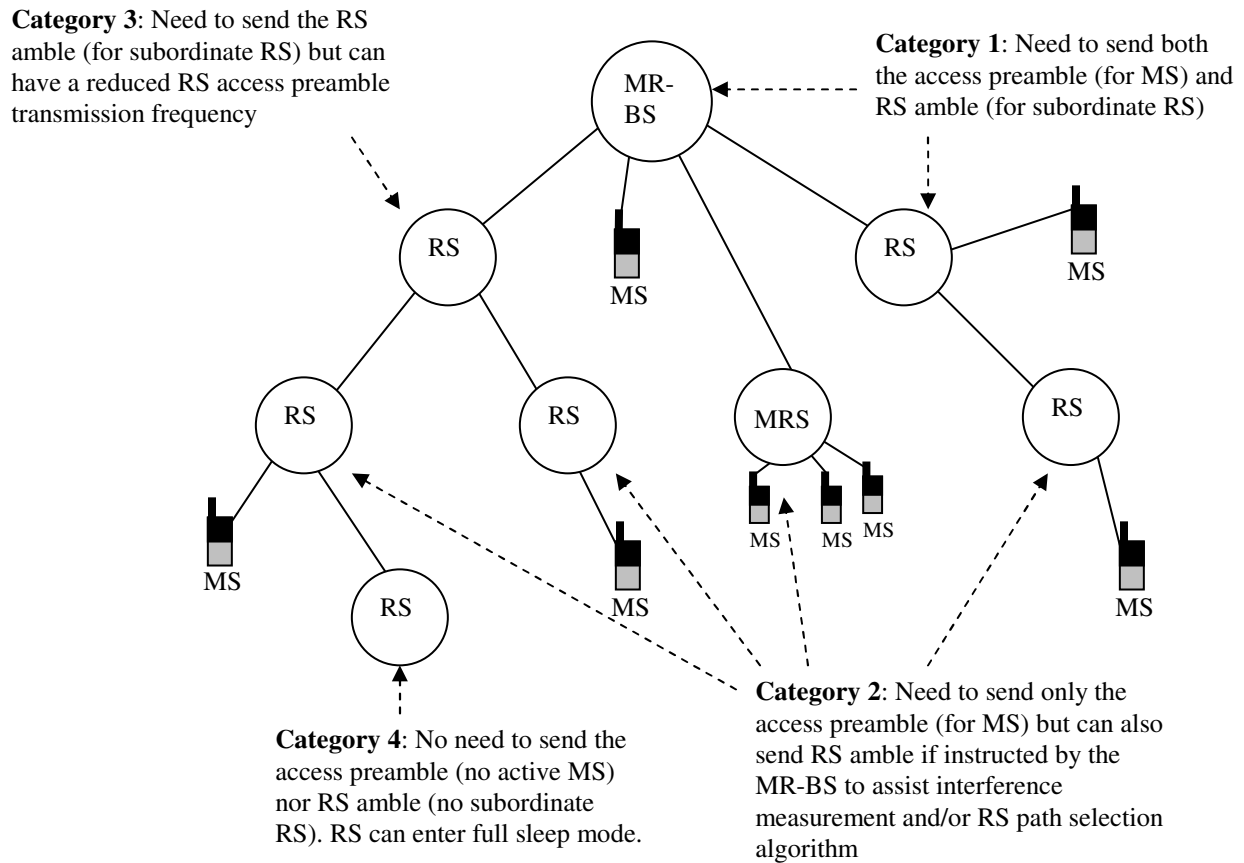 Category 3: Need to send the RS
amble (for subordinate RS) but can
have a reduced RS access preamble
transmission frequency
Category 1: Need to send both
the access preamble (for MS) and
RS amble (for subordinate RS)
MR-
BS
RS
MS
RS
MS
RS
RS
MRS
RS
MS
MS
MS
MS
MS
MS
RS
MS
Category 4: No need to send the
access preamble (no active MS)
nor RS amble (no subordinate
RS). RS can enter full sleep mode.
Category 2: Need to send only the
access preamble (for MS) but can also
send RS amble if instructed by the
MR-BS to assist interference
measurement and/or RS path selection
algorithm